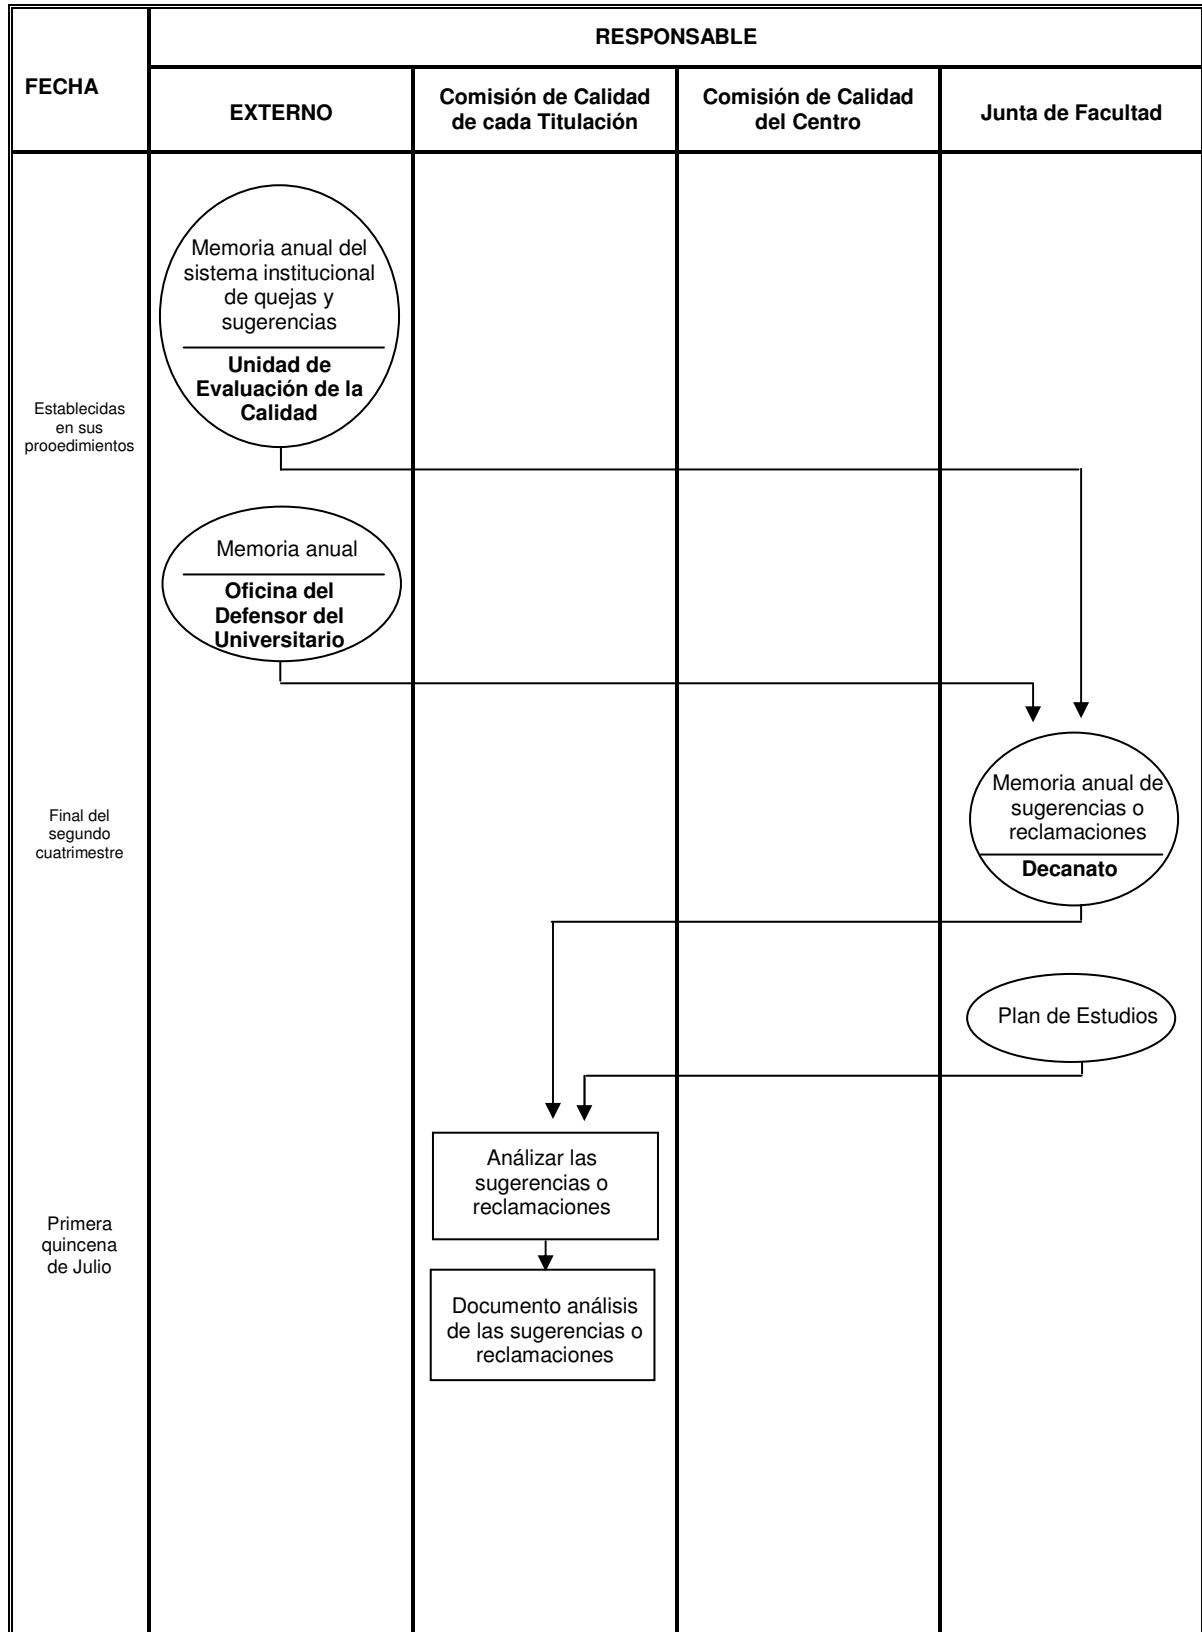 RESPONSABLE
FECHA
EXTERNO
Comisión de Calidad
de cada Titulación
Comisión de Calidad
del Centro
Junta de Facultad
Memoria anual del
sistema institucional
de quejas y
sugerencias
Unidad de
Evaluación de la
Calidad
Establecidas
en sus
prooedimientos
Memoria anual
Oficina del
Defensor del
Universitario
Memoria anual de
sugerencias o
reclamaciones
Decanato
Final del
segundo
cuatrimestre
Plan de Estudios
Análizar las
sugerencias o
reclamaciones
Primera
quincena
de Julio
Documento análisis
de las sugerencias o
reclamaciones